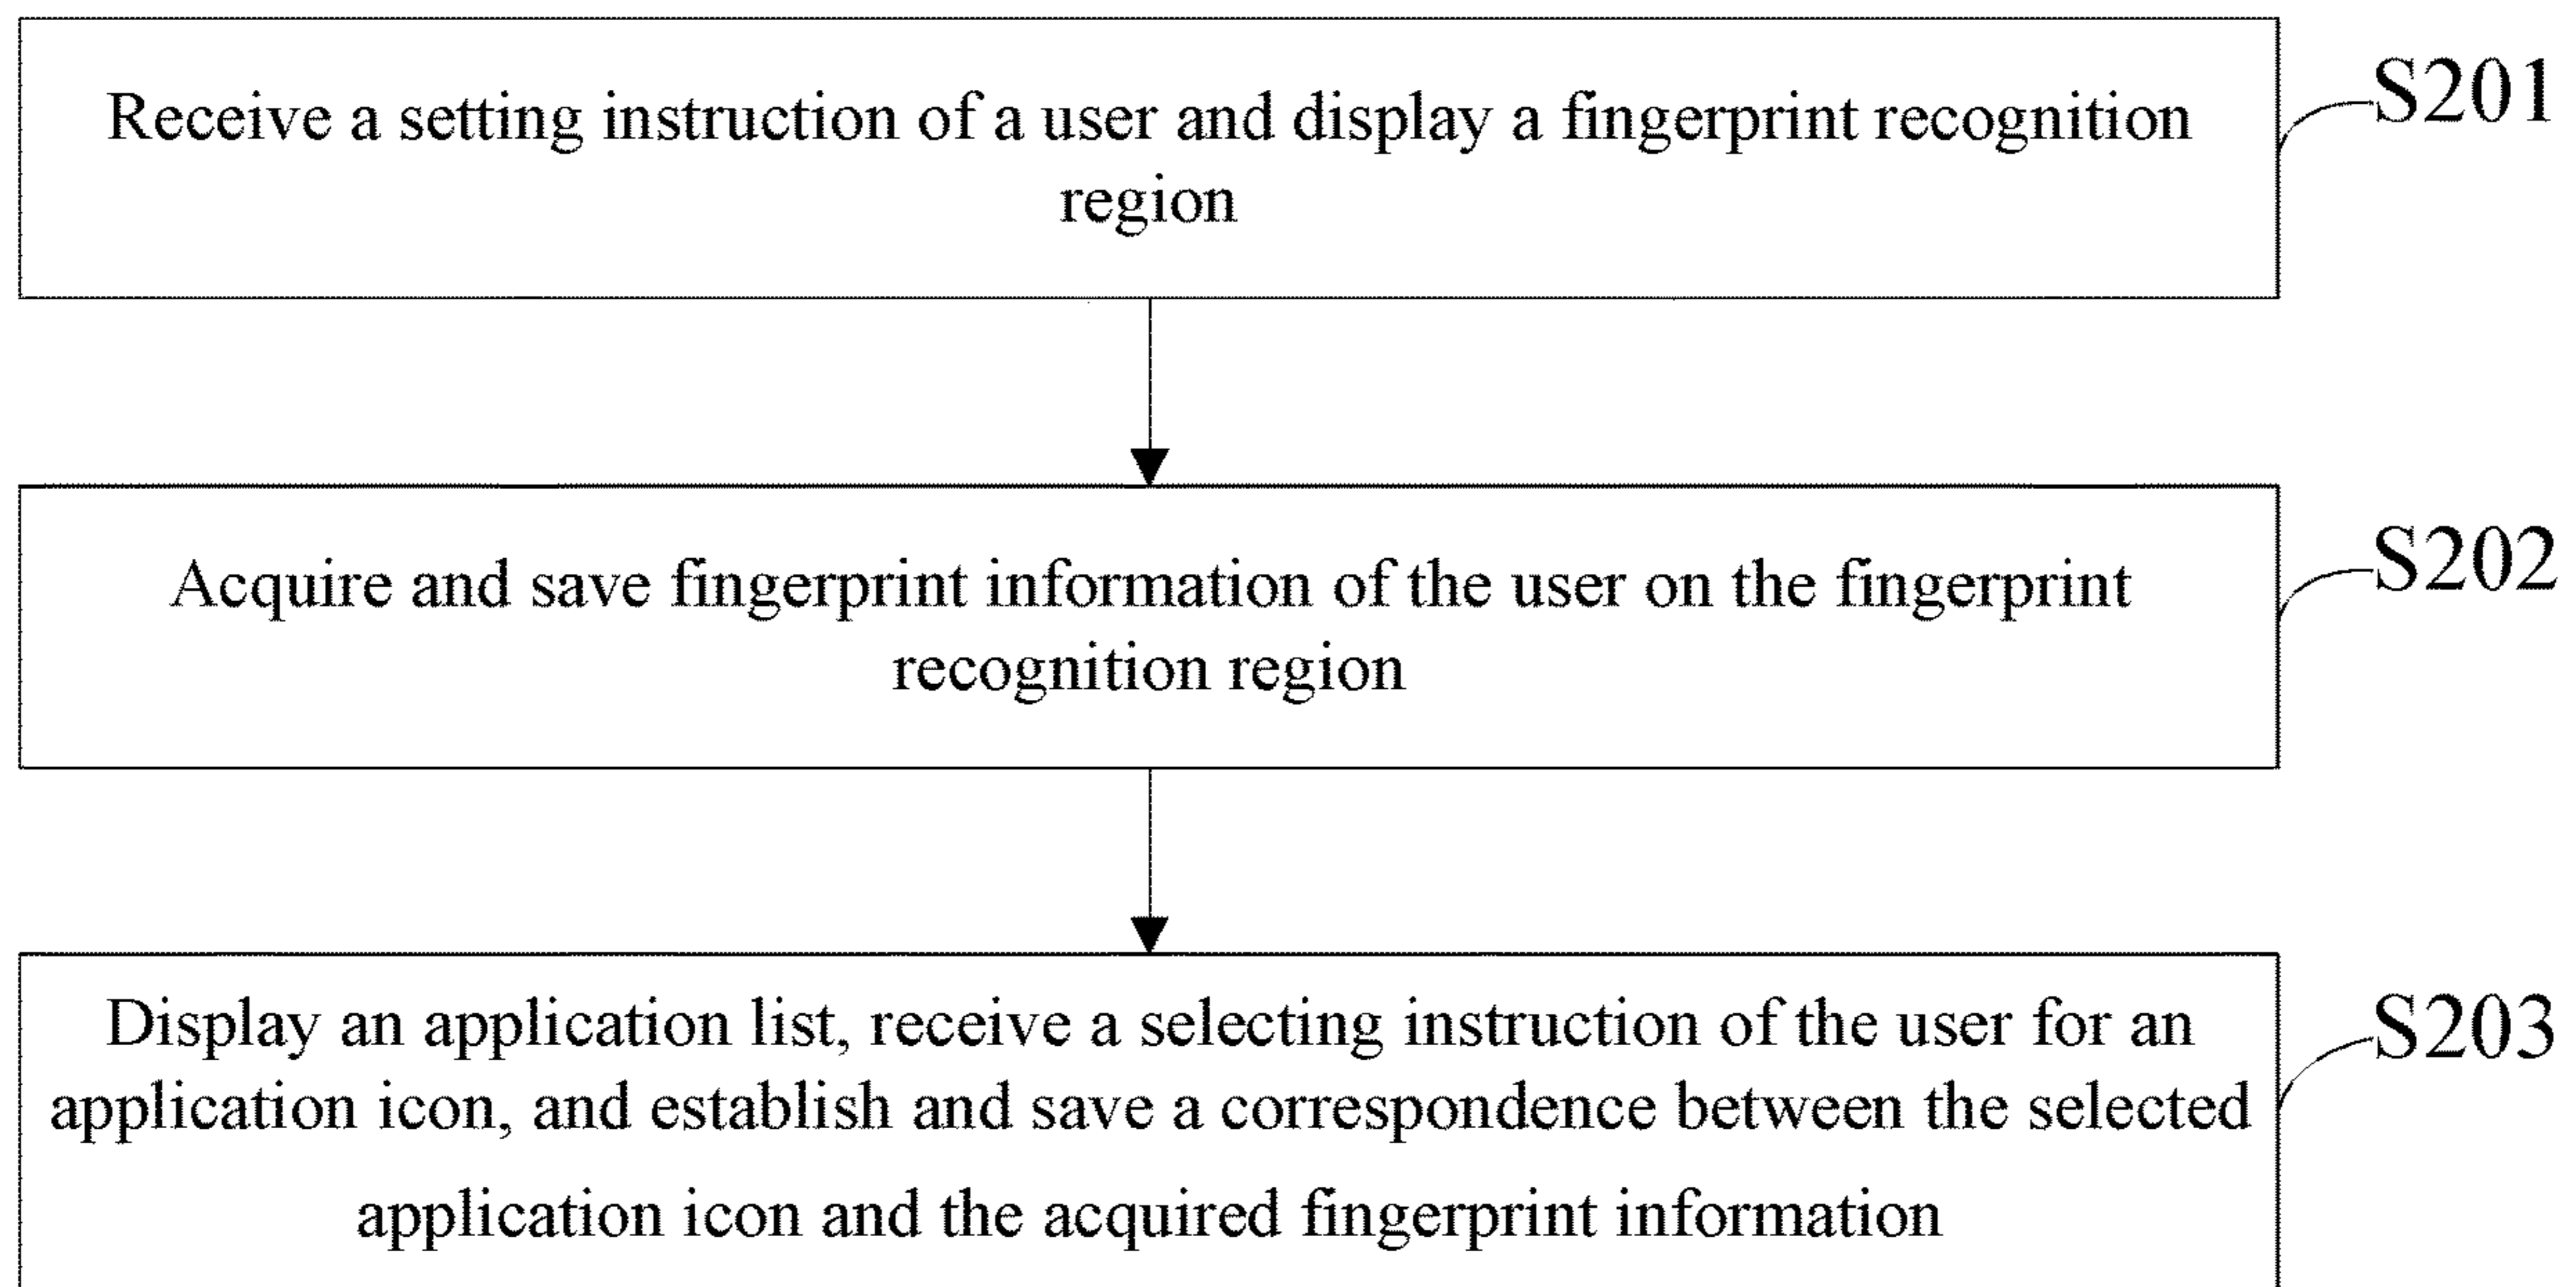 Receive a setting instruction of a user and display a fingerprint recognition
region
S201
Acquire and save fingerprint information of the user on the fingerprint
recognition region
S202
Display an application list, receive a selecting instruction of the user for an
application icon, and establish and save a correspondence between the selected
application icon and the acquired fingerprint information
S203